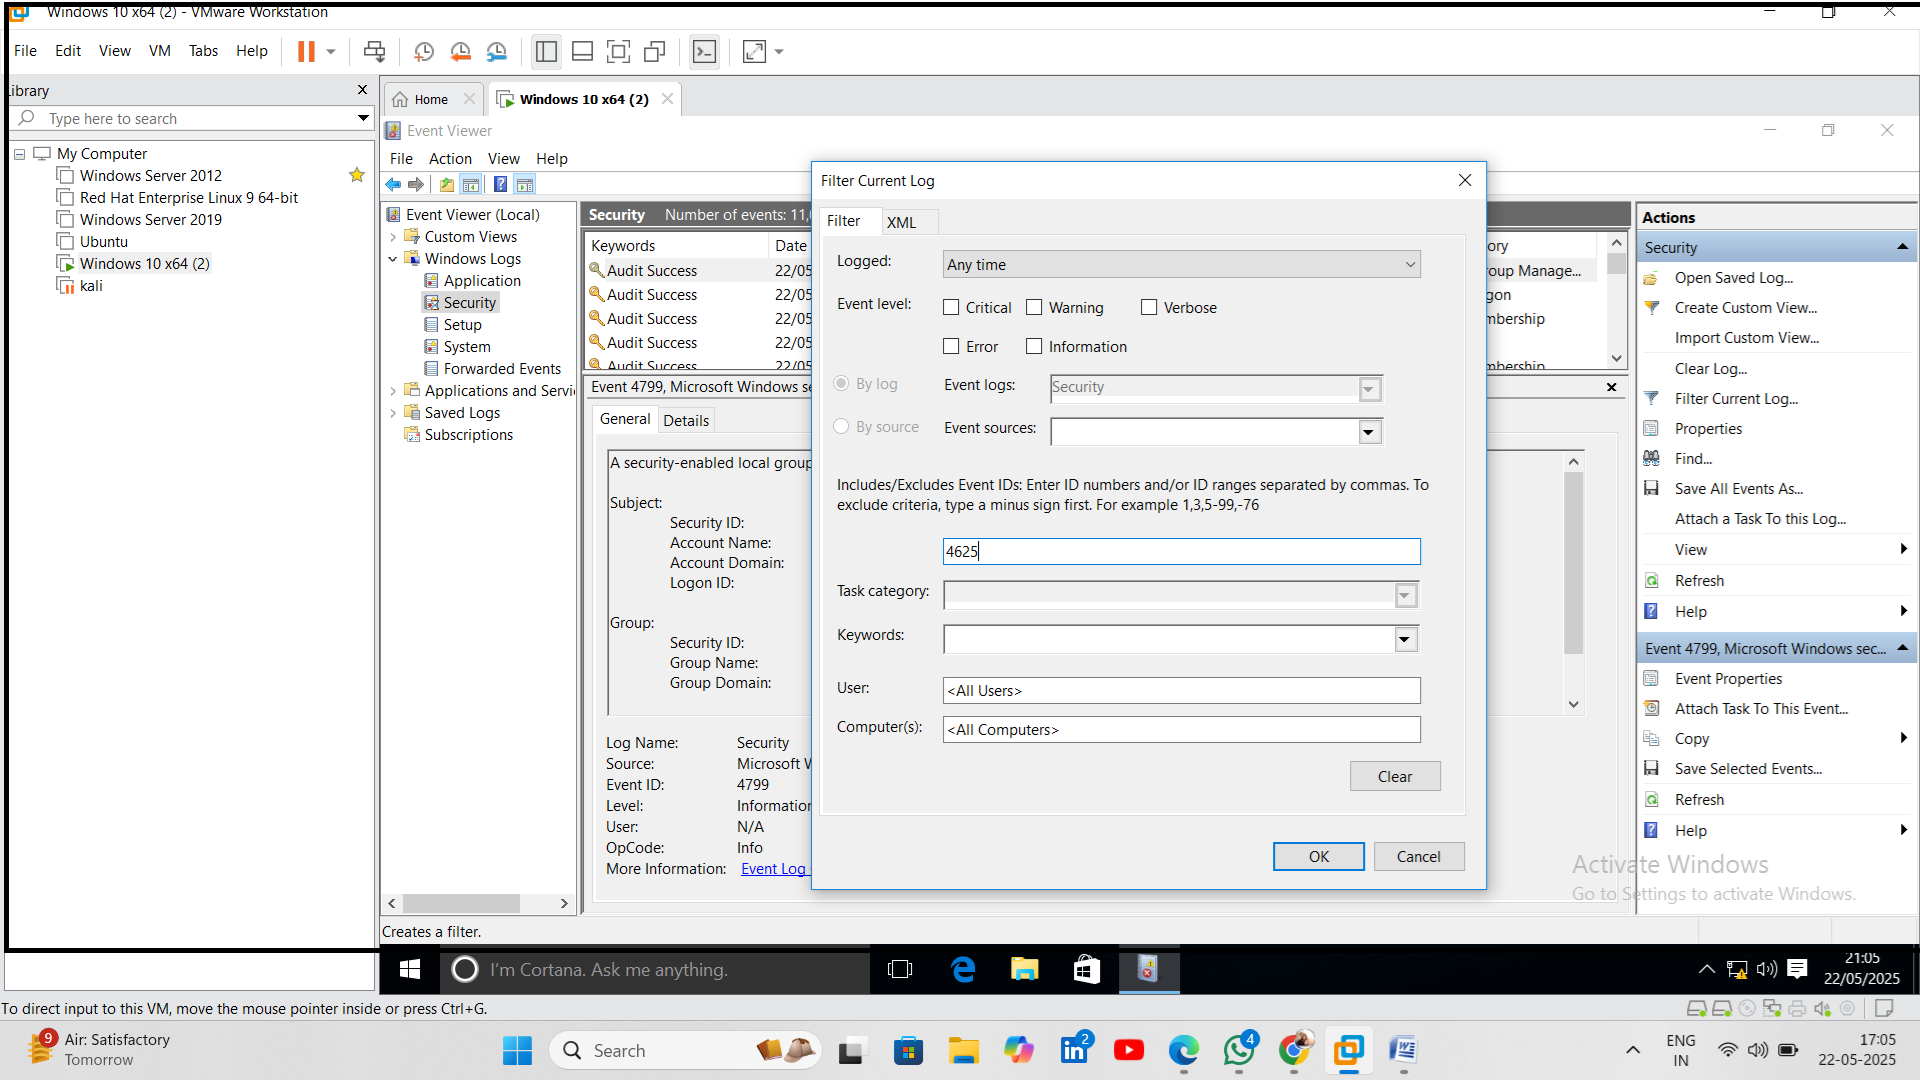 Windows 10 x64 (2) - VMware Workstation
File Edit View VM Tabs Help
Library
Type here to search
My Computer
Windows Server 2012
Red Hat Enterprise Linux 9 64-bit
Windows Server 2019
Ubuntu
Windows 10 x64 (2)
kali
Home
Windows 10 x64 (2)
Event Viewer
File Action View Help
Event Viewer (Local)
Custom Views
Windows Logs
Application
Security
Setup
System
Forwarded Events
Applications and Servi
Saved Logs
Subscriptions
Security Number of events: 11,
Keywords Date
Audit Success 22/05
Audit Success 22/05
Audit Success 22/05
Audit Success 22/05
Audit Success 22/05
ory
roup Manage...
gon
mbership
mbership
Event 4799, Microsoft Windows se
General Details
A security-enabled local group
Subject:
Security ID:
Account Name:
Account Domain:
Logon ID:
Group:
Security ID:
Group Name:
Group Domain:
Log Name: Security
Source: Microsoft W
Event ID: 4799
Level: Information
User: N/A
OpCode: Info
More Information: Event Log
Filter Current Log
Filter XML
Logged: Any time
Event level: Critical Warning Verbose
Error Information
By log Event logs: Security
By source Event sources:
Includes/Excludes Event IDs: Enter ID numbers and/or ID ranges separated by commas. To
exclude criteria, type a minus sign first. For example 1,3,5-99,-76
4625
Task category:
Keywords:
User: <All Users>
Computer(s): <All Computers>
Clear
OK Cancel
Actions
Security
Open Saved Log...
Create Custom View...
Import Custom View...
Clear Log...
Filter Current Log...
Properties
Find...
Save All Events As...
Attach a Task To this Log...
View
Refresh
Help
Event 4799, Microsoft Windows sec...
Event Properties
Attach Task To This Event...
Copy
Save Selected Events...
Refresh
Help
Activate Windows
Go to Settings to activate Windows.
Creates a filter.
I'm Cortana. Ask me anything.
21:05
22/05/2025
To direct input to this VM, move the mouse pointer inside or press Ctrl+G.
9
Air: Satisfactory
Tomorrow
Search
2
4
ENG
IN
17:05
22-05-2025